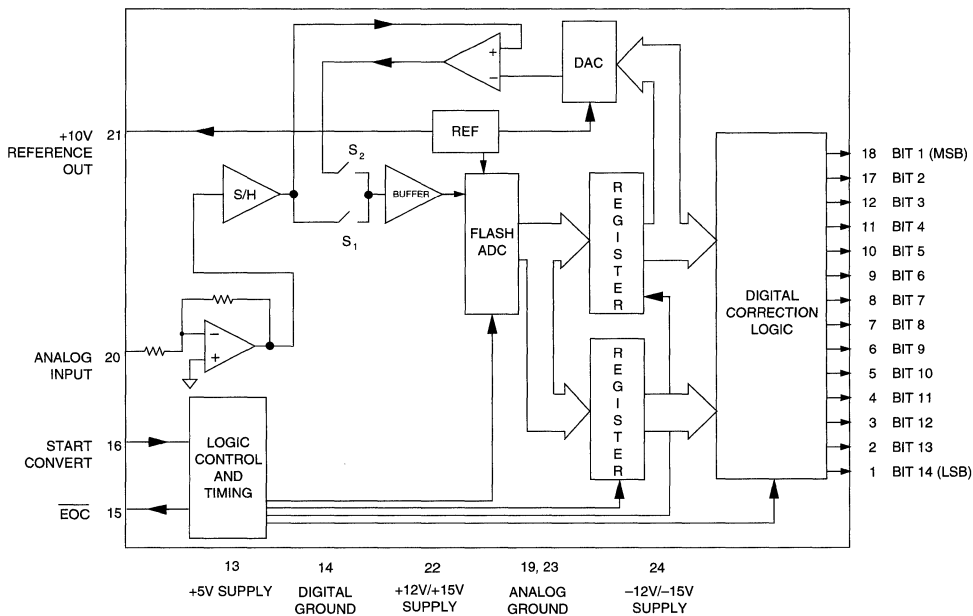 +
−
DAC
+10V
REFERENCE
OUT
21
REF
S2
S/H
BUFFER
S1
FLASH
ADC
REGISTER
REGISTER
DIGITAL
CORRECTION
LOGIC
18 BIT 1 (MSB)
17 BIT 2
12 BIT 3
11 BIT 4
10 BIT 5
9 BIT 6
8 BIT 7
7 BIT 8
6 BIT 9
5 BIT 10
4 BIT 11
3 BIT 12
2 BIT 13
1 BIT 14 (LSB)
−
+
ANALOG
INPUT
20
START
CONVERT
16
LOGIC
CONTROL
AND
TIMING
EOC 15
13
+5V SUPPLY
14
DIGITAL
GROUND
22
+12V/+15V
SUPPLY
19, 23
ANALOG
GROUND
24
−12V/−15V
SUPPLY